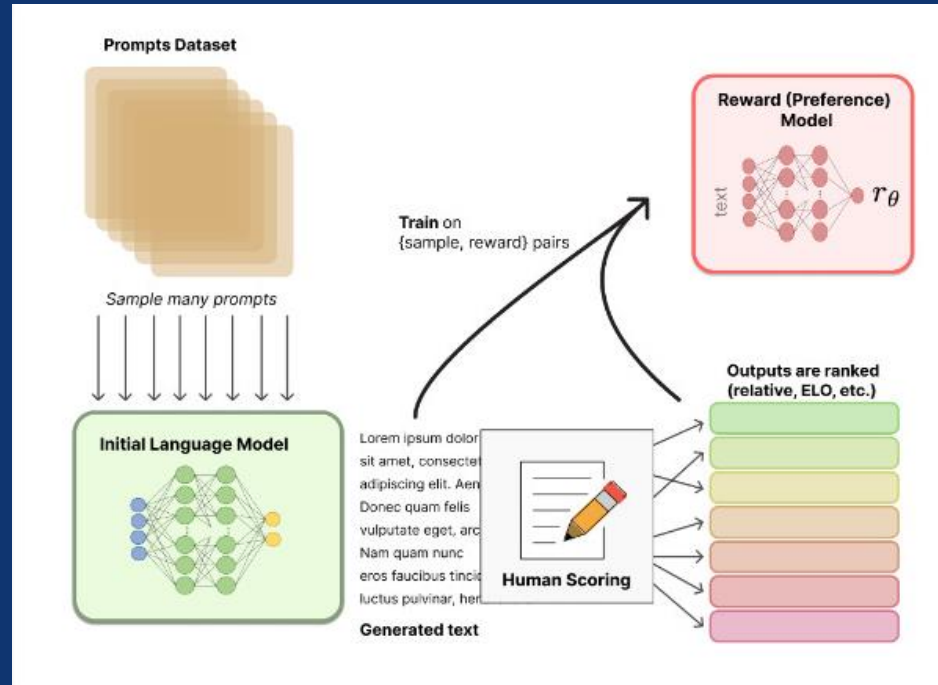 Prompts Dataset
Sample many prompts
Initial Language Model
Train on
{sample, reward} pairs
Lorem ipsum dolor
sit amet, consectet
adipiscing elit. Aen
Donec quam felis
vulputate eget, arc
Nam quam nunc
eros faucibus tincid
luctus pulvinar, her
Generated text
Human Scoring
Reward (Preference)
Model
text
rθ
Outputs are ranked
(relative, ELO, etc.)